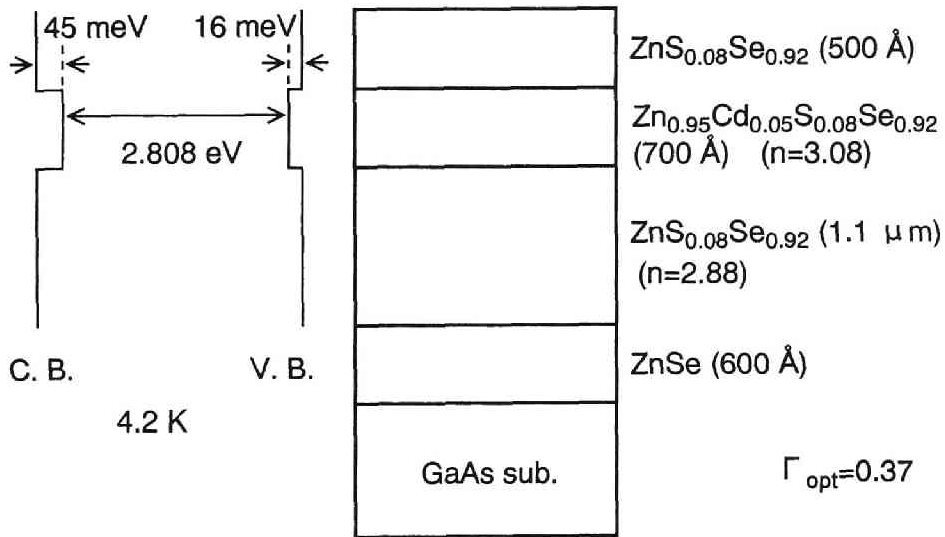 45 meV
16 meV
2.808 eV
C. B.
V. B.
4.2 K
ZnS₀.₀₈Se₀.₉₂ (500 Å)
Zn₀.₉₅Cd₀.₀₅S₀.₀₈Se₀.₉₂
(700 Å) (n=3.08)
ZnS₀.₀₈Se₀.₉₂ (1.1 μm)
(n=2.88)
ZnSe (600 Å)
GaAs sub.
Γopt=0.37